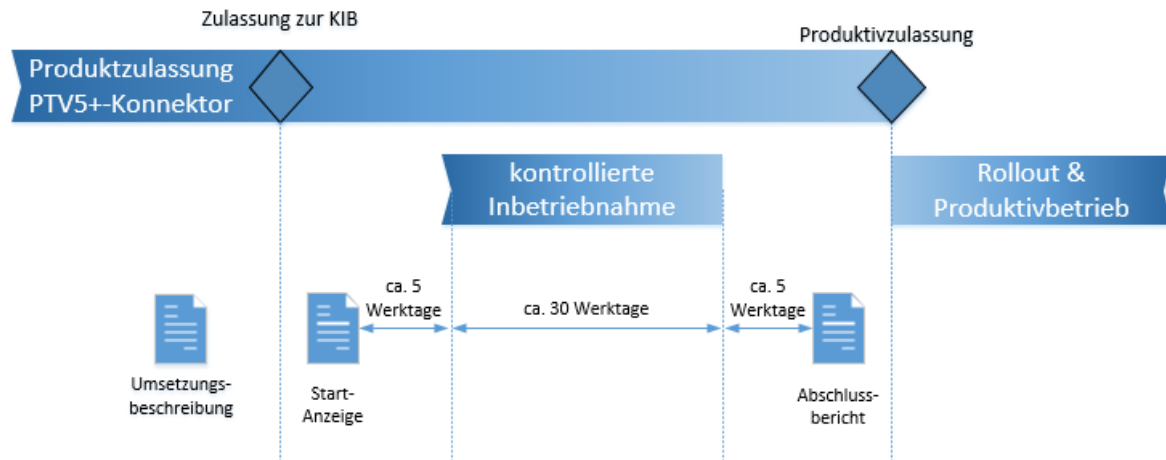 Zulassung zur KIB
Produktivzulassung
Produktzulassung
PTV5+-Konnektor
kontrollierte
Inbetriebnahme
Rollout &
Produktivbetrieb
ca. 5
Werktage
ca. 30 Werktage
ca. 5
Werktage
Umsetzungs-
beschreibung
Start-
Anzeige
Abschluss-
bericht